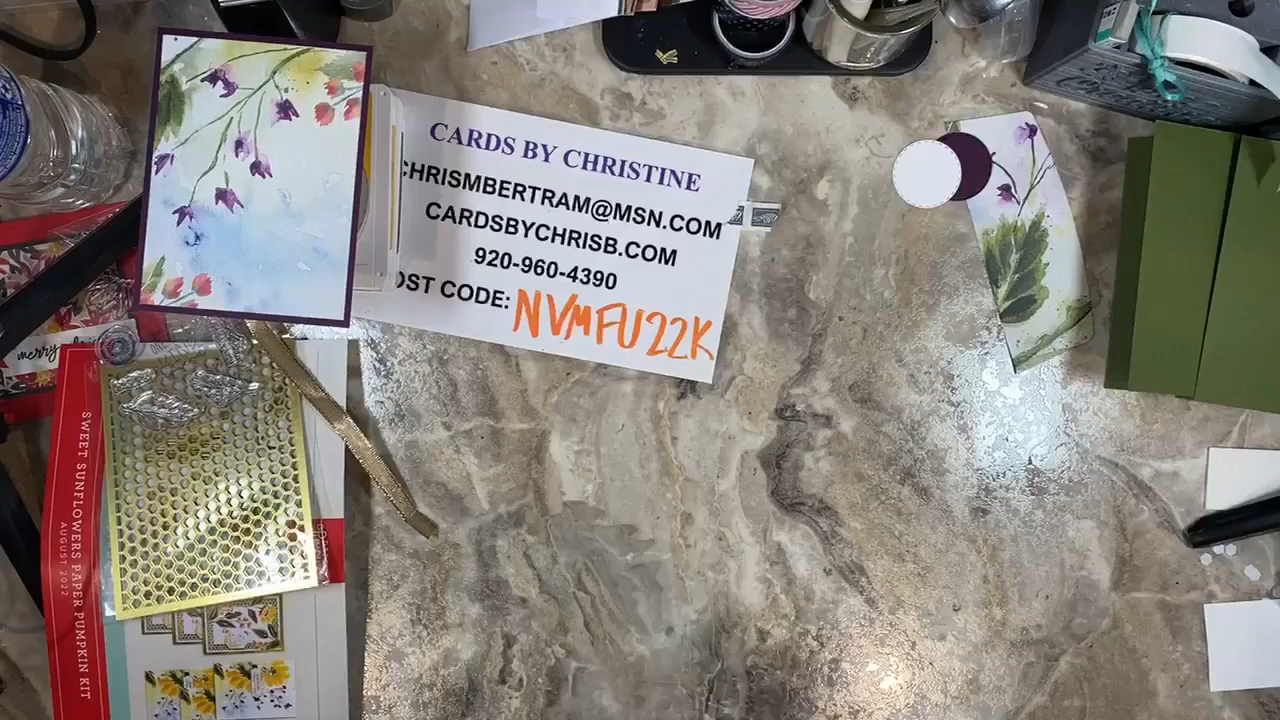 CARDS BY CHRISTINE
CHRISMBERTRAM@MSN.COM
CARDSBYCHRISB.COM
920-960-4390
OST CODE: NVMFU22K
merry
SWEET SUNFLOWERS PAPER PUMPKIN KIT
AUGUST 2022